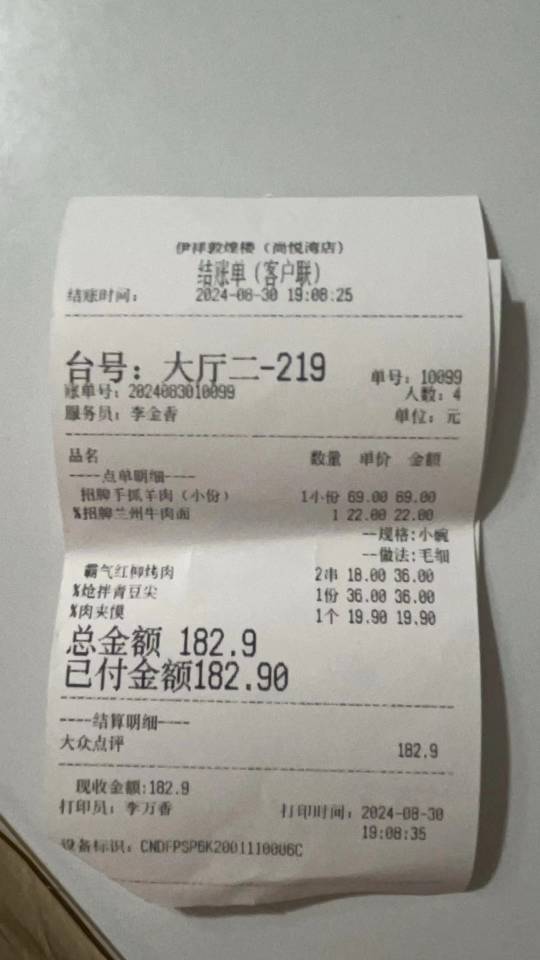 伊祥敦煌楼（尚悦湾店）
结账单（客户联）
结账时间： 2024-08-30 19:08:25
台号：大厅二-219 单号：10099
账单号：2024083010099 人数：4
服务员：李金香 单位：元
品名 数量 单价 金额
----点单明细----
招牌手抓羊肉（小份） 1小份 69.00 69.00
%招牌兰州牛肉面 1 22.00 22.00
--规格:小碗
--做法:毛细
霸气红柳烤肉 2串 18.00 36.00
%炝拌青豆尖 1份 36.00 36.00
%肉夹馍 1个 19.90 19.90
总金额 182.9
已付金额182.90
----结算明细----
大众点评 182.9
现收金额:182.9
打印员：李万香 打印时间：2024-08-30
19:08:35
设备标识：CNDFPSP6K2001110006C